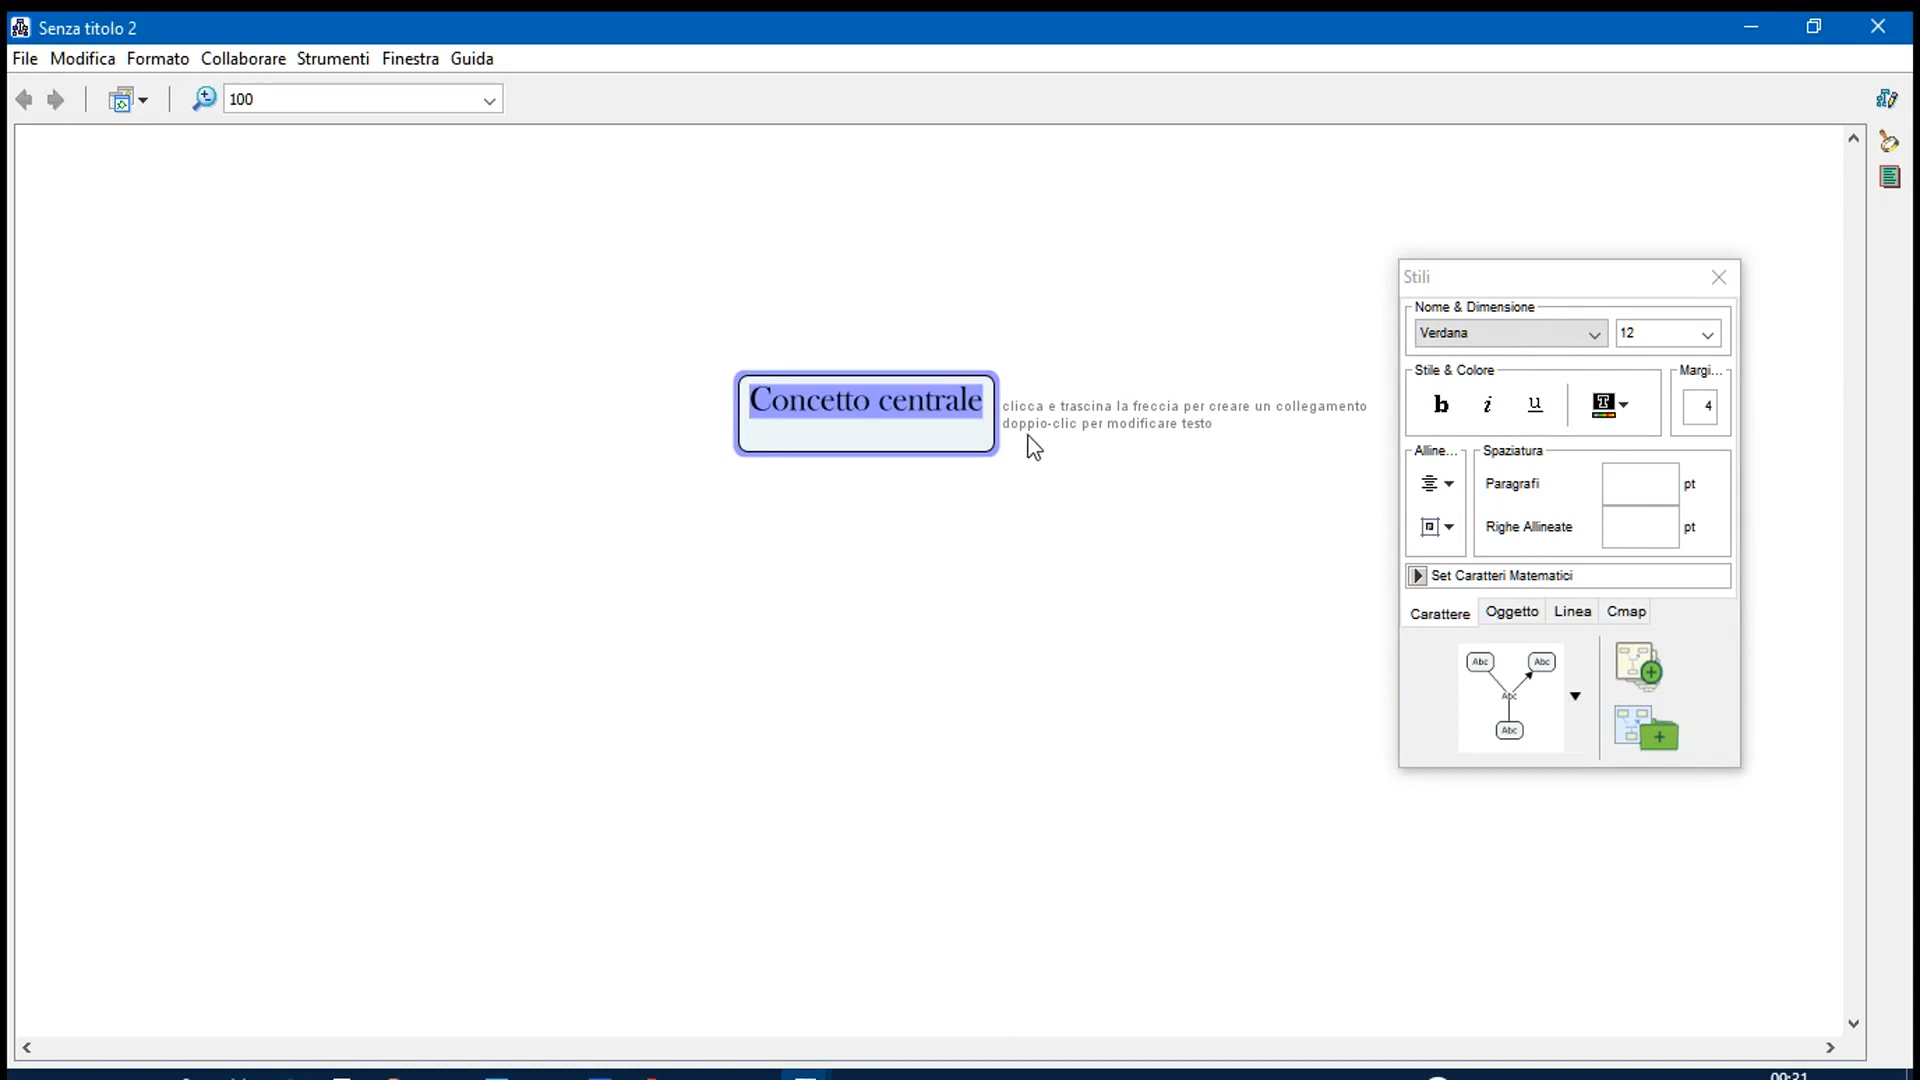 Senza titolo 2
File Modifica Formato Collaborare Strumenti Finestra Guida
100
Stili
Nome & Dimensione
Verdana 12
Stile & Colore Margi...
b i u T 4
Concetto centrale
clicca e trascina la freccia per creare un collegamento
doppio-clic per modificare testo
Alline... Spaziatura
Paragrafi pt
Righe Allineate pt
Set Caratteri Matematici
Carattere Oggetto Linea Cmap
Abc Abc
Abc
Abc